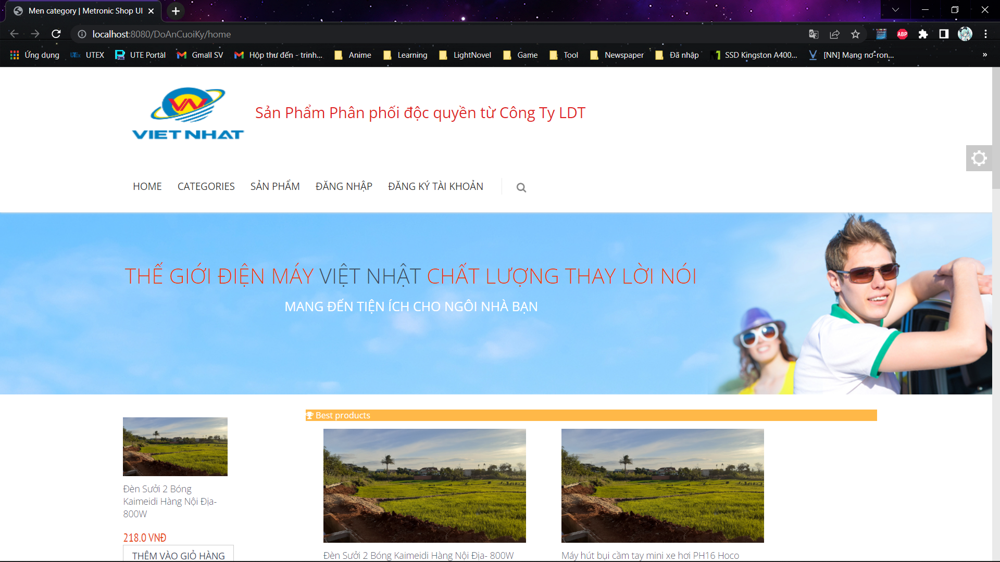 Men category | Metronic Shop UI
localhost:8080/DoAnCuoiKy/home
ABP
Ứng dụng
UTEX
UTE Portal
Gmail SV
Hộp thư đến - trinh...
Anime
Learning
LightNovel
Game
Tool
Newspaper
Đã nhập
SSD Kingston A400...
[NN] Mạng nơ-ron...
»
VIET NHAT
Sản Phẩm Phân phối độc quyền từ Công Ty LDT
HOME
CATEGORIES
SẢN PHẨM
ĐĂNG NHẬP
ĐĂNG KÝ TÀI KHOẢN
THẾ GIỚI ĐIỆN MÁY VIỆT NHẬT CHẤT LƯỢNG THAY LỜI NÓI
MANG ĐẾN TIỆN ÍCH CHO NGÔI NHÀ BẠN
Đèn Sưởi 2 Bóng
Kaimeidi Hàng Nội Địa-
800W
218.0 VNĐ
THÊM VÀO GIỎ HÀNG
Best products
Đèn Sưởi 2 Bóng Kaimeidi Hàng Nội Địa- 800W
Máy hút bụi cầm tay mini xe hơi PH16 Hoco